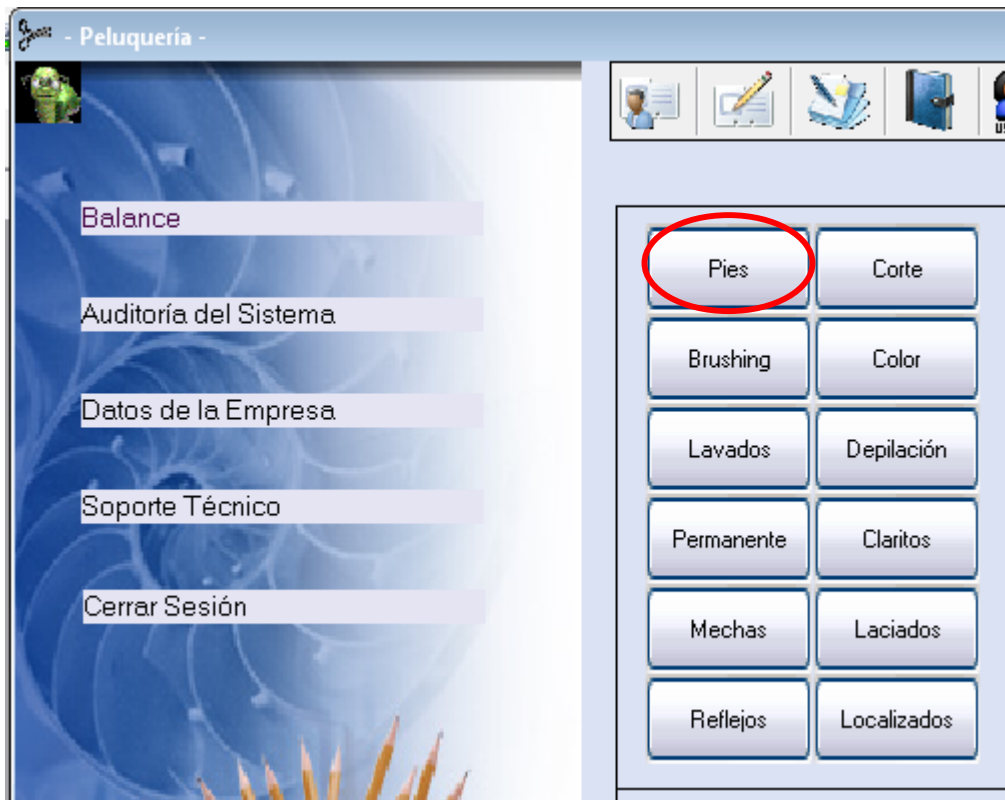 - Peluquería -
Balance
Auditoría del Sistema
Datos de la Empresa
Soporte Técnico
Cerrar Sesión
Pies
Corte
Brushing
Color
Lavados
Depilación
Permanente
Claritos
Mechas
Laciados
Reflejos
Localizados